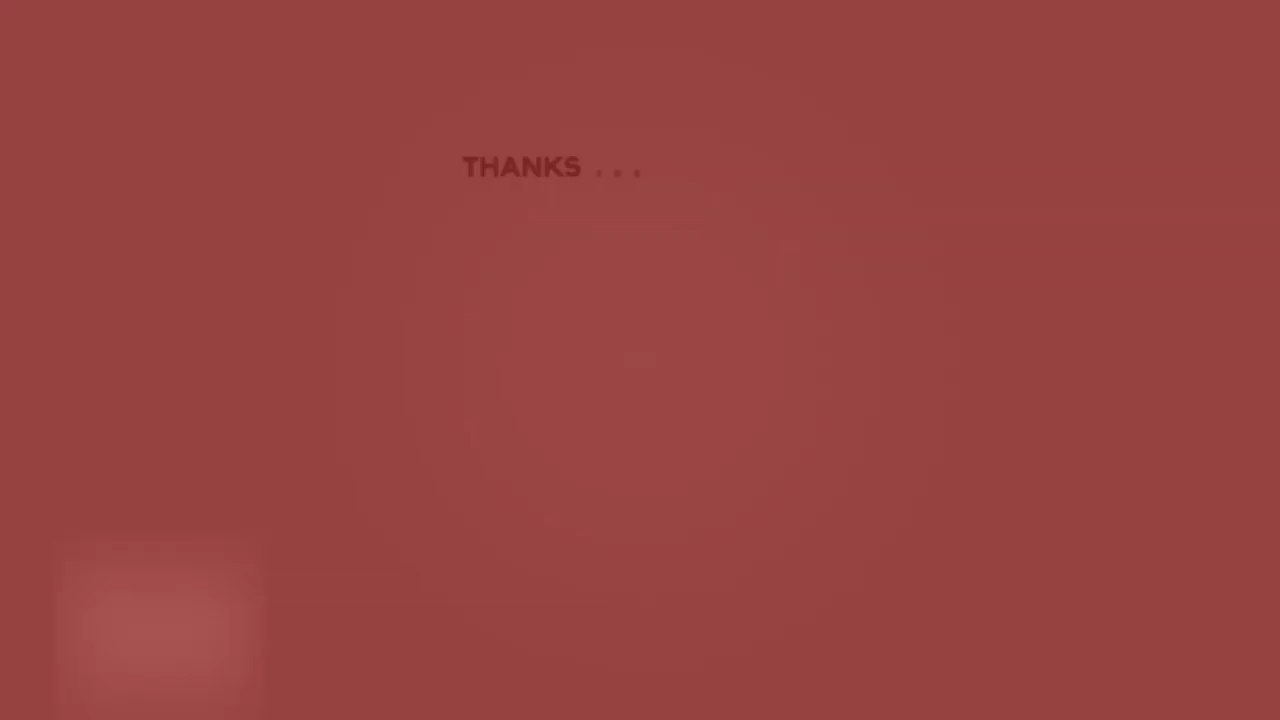 THANKS . . .